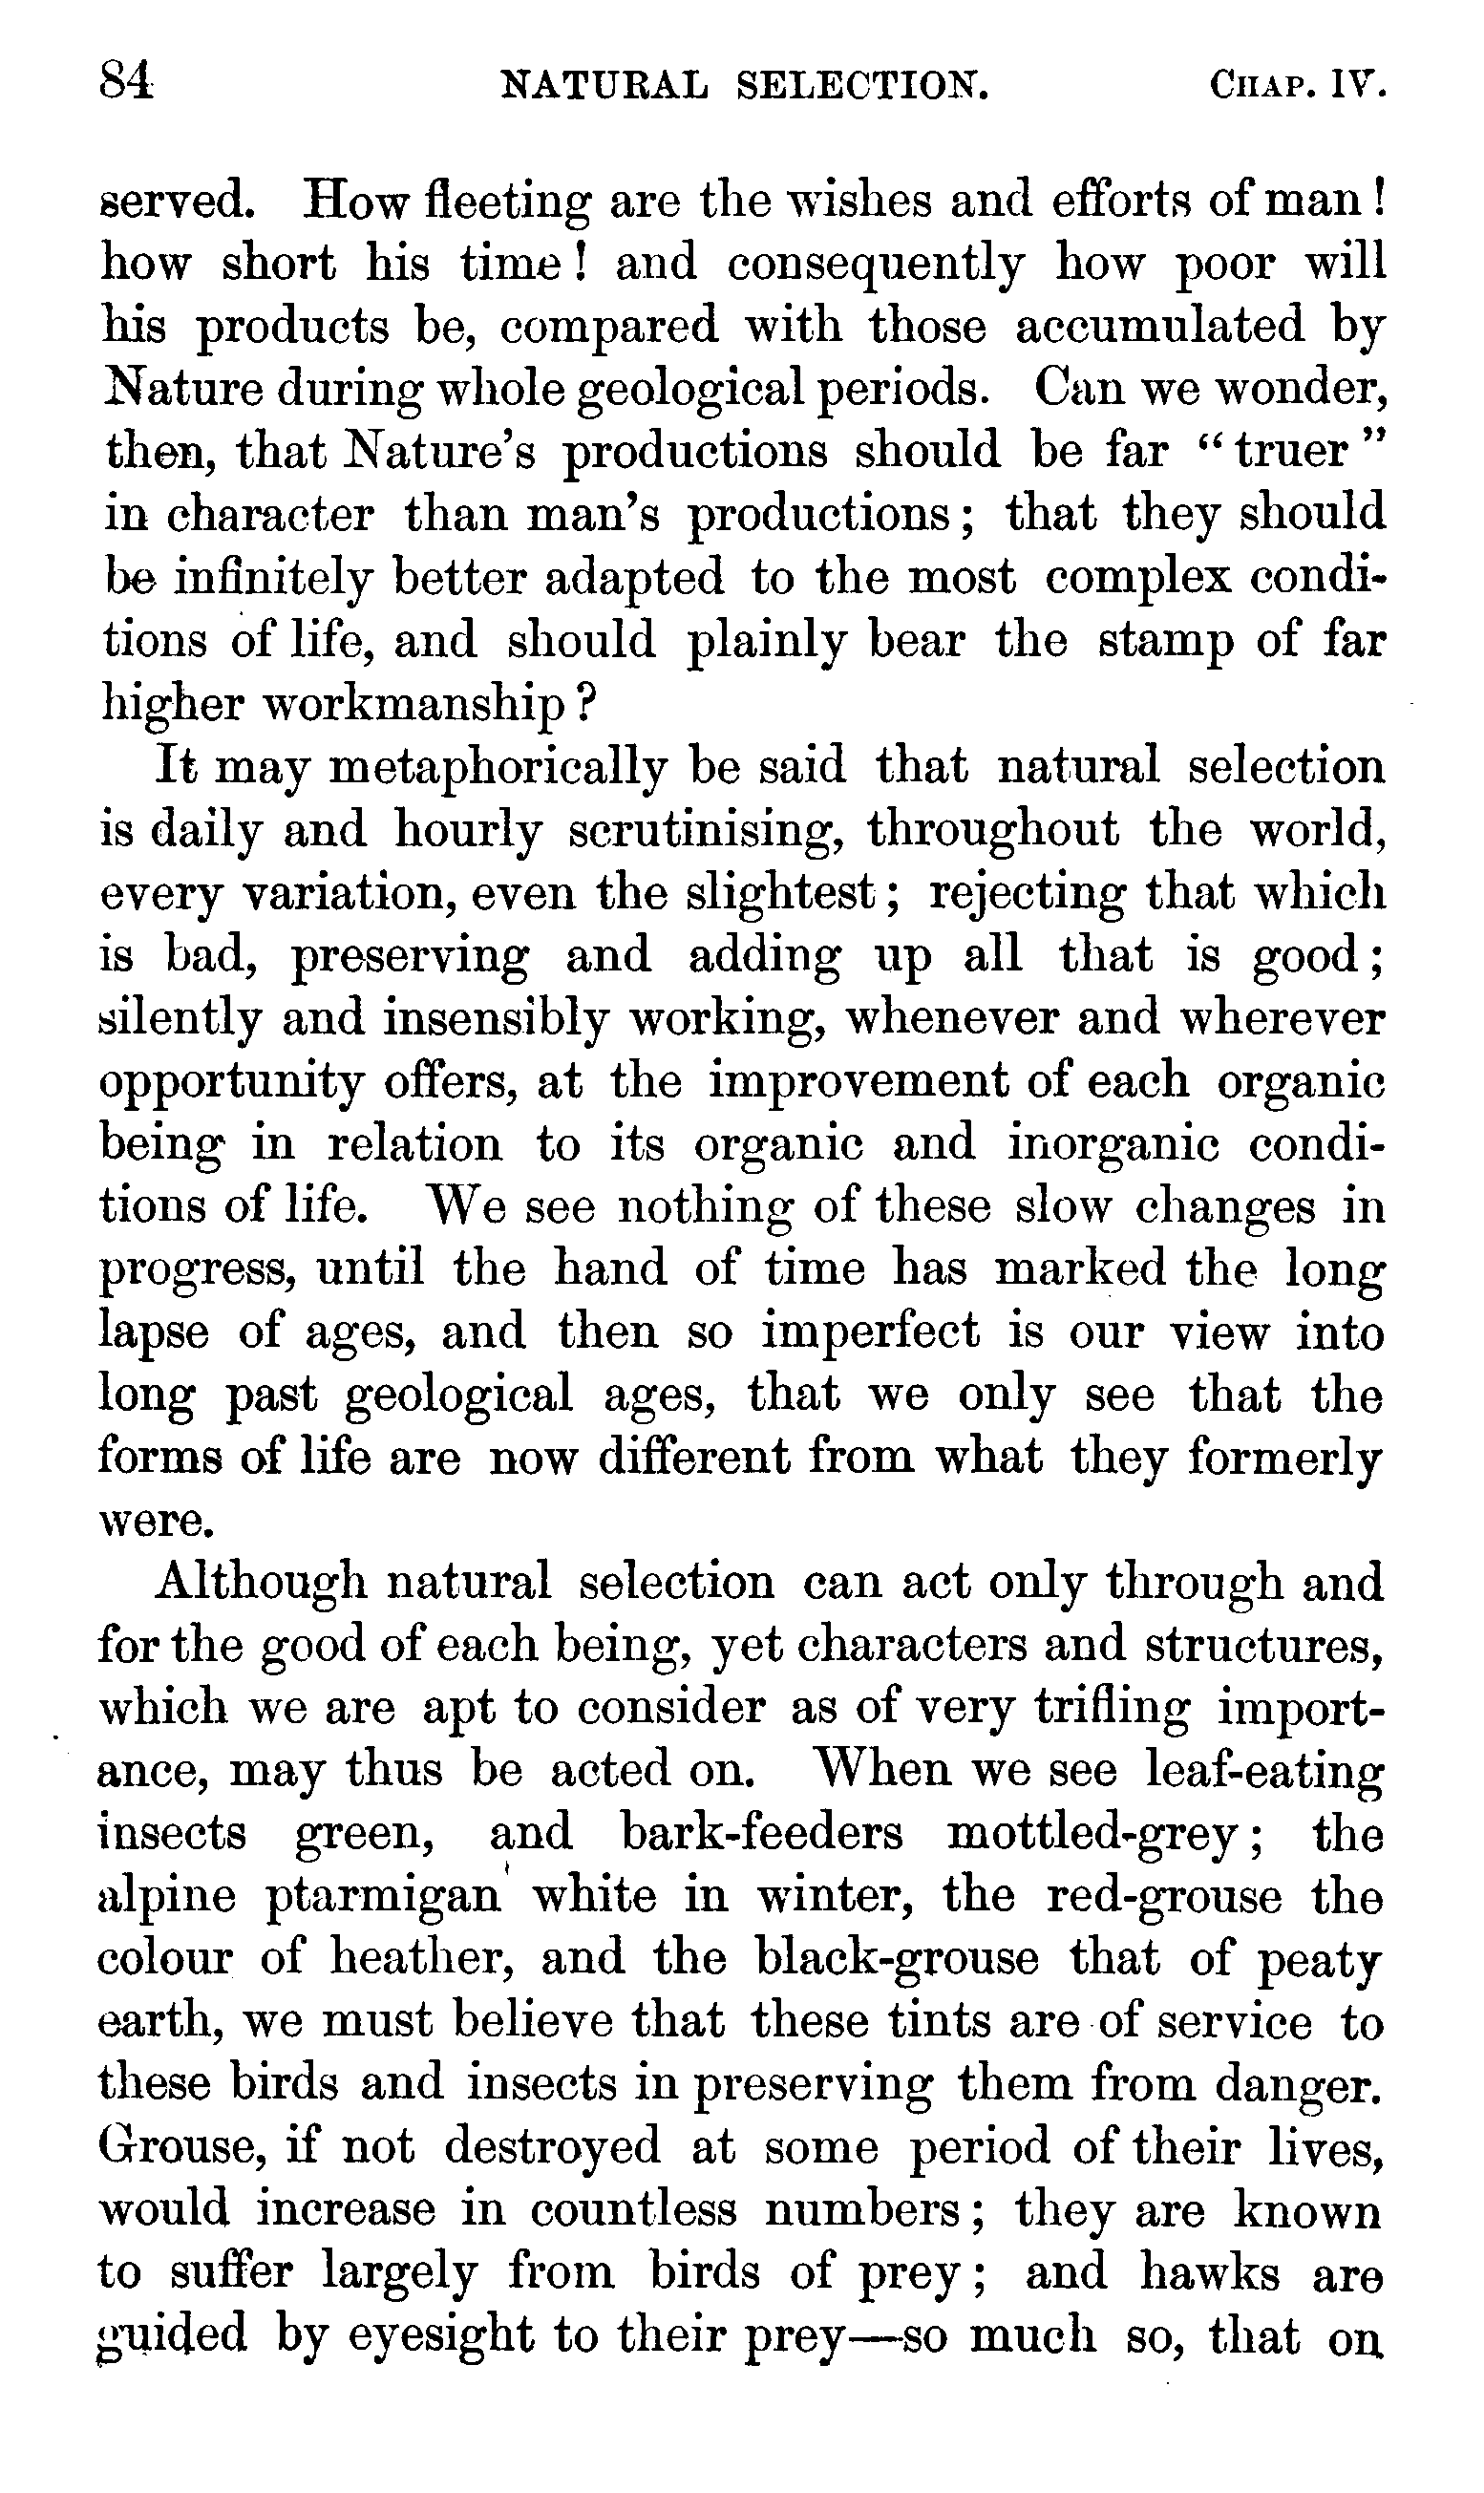 84 NATURAL SELECTION. CHAP. IV.
served. How fleeting are the wishes and efforts of man !
how short his time ! and consequently how poor will
his products be, compared with those accumulated by
Nature during whole geological periods. Can we wonder,
then, that Nature's productions should be far " truer "
in character than man's productions ; that they should
be infinitely better adapted to the most complex condi-
tions of life, and should plainly bear the stamp of far
higher workmanship ?
It may metaphorically be said that natural selection
is daily and hourly scrutinising, throughout the world,
every variation, even the slightest ; rejecting that which
is bad, preserving and adding up all that is good ;
silently and insensibly working, whenever and wherever
opportunity offers, at the improvement of each organic
being in relation to its organic and inorganic condi-
tions of life. We see nothing of these slow changes in
progress, until the hand of time has marked the long
lapse of ages, and then so imperfect is our view into
long past geological ages, that we only see that the
forms of life are now different from what they formerly
were.
Although natural selection can act only through and
for the good of each being, yet characters and structures,
which we are apt to consider as of very trifling import-
ance, may thus be acted on. When we see leaf-eating
insects green, and bark-feeders mottled-grey ; the
alpine ptarmigan white in winter, the red-grouse the
colour of heather, and the black-grouse that of peaty
earth, we must believe that these tints are of service to
these birds and insects in preserving them from danger.
Grouse, if not destroyed at some period of their lives,
would increase in countless numbers ; they are known
to suffer largely from birds of prey ; and hawks are
guided by eyesight to their prey—so much so, that on